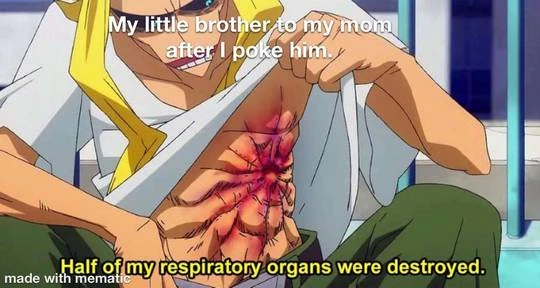 My little brother to my mom
after I poke him.
Half of my respiratory organs were destroyed.
made with mematic